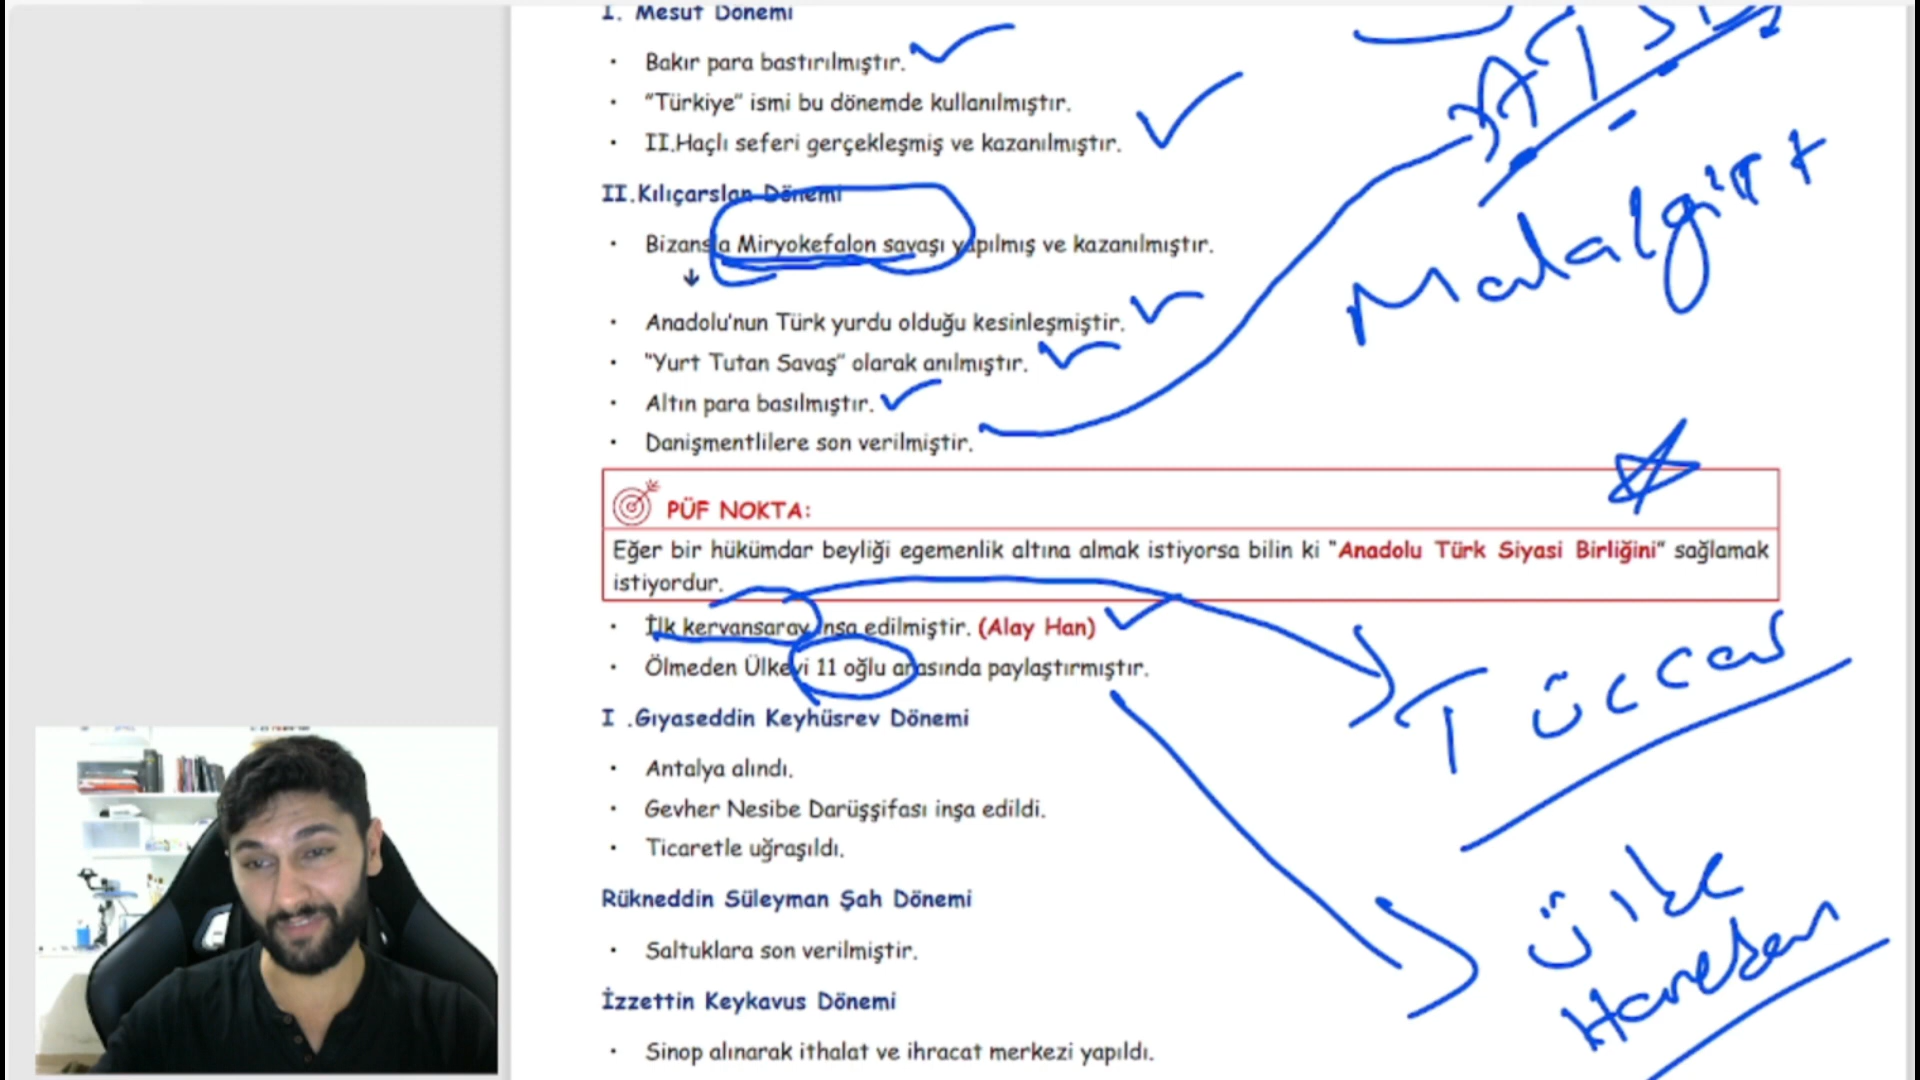 I. Mesut Dönemi
• Bakır para bastırılmıştır.
• "Türkiye" ismi bu dönemde kullanılmıştır.
• II.Haçlı seferi gerçekleşmiş ve kazanılmıştır.
Malazgirt
II.Kılıçarslan Dönemi
• Bizansla Miryokefalon savaşı yapılmış ve kazanılmıştır.
↓
• Anadolu'nun Türk yurdu olduğu kesinleşmiştir.
• "Yurt Tutan Savaş" olarak anılmıştır.
• Altın para basılmıştır.
• Danişmentlilere son verilmiştir.
PÜF NOKTA:
Eğer bir hükümdar beyliği egemenlik altına almak istiyorsa bilin ki "Anadolu Türk Siyasi Birliğini" sağlamak
istiyordur.
• İlk kervansaray inşa edilmiştir. (Alay Han)
• Ölmeden Ülkeyi 11 oğlu arasında paylaştırmıştır.
Tüccar
I .Gıyaseddin Keyhüsrev Dönemi
• Antalya alındı.
• Gevher Nesibe Darüşşifası inşa edildi.
• Ticaretle uğraşıldı.
Rükneddin Süleyman Şah Dönemi
Ülke
• Saltuklara son verilmiştir.
İzzettin Keykavus Dönemi
• Sinop alınarak ithalat ve ihracat merkezi yapıldı.